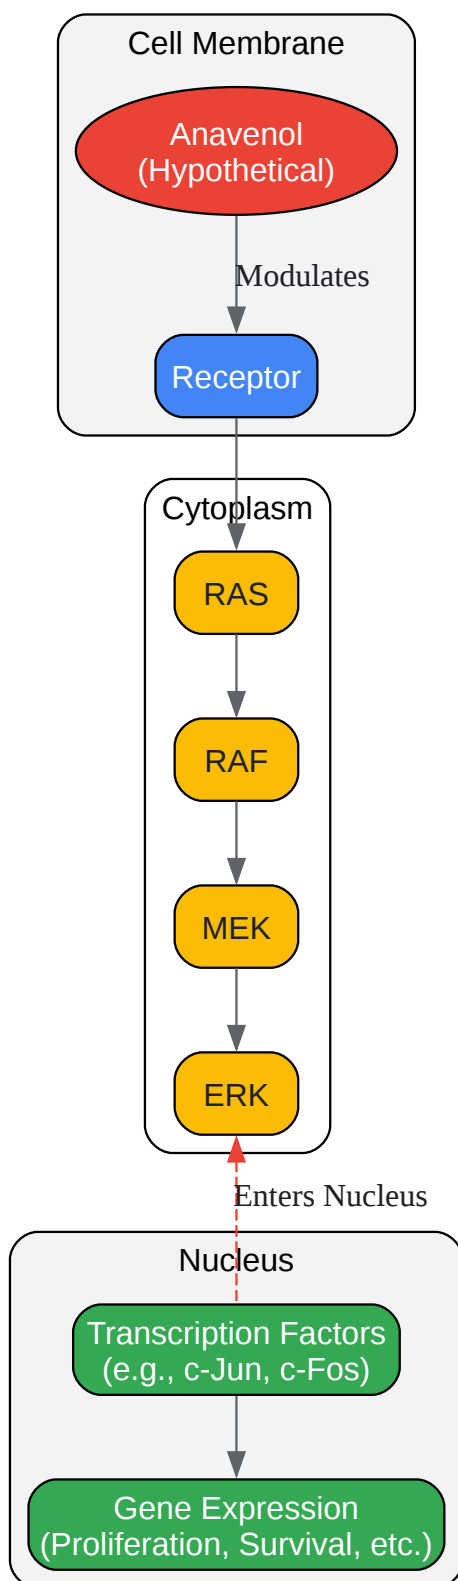 Cell Membrane
Anavenol
(Hypothetical)
Modulates
Receptor
Cytoplasm
RAS
RAF
MEK
ERK
Enters Nucleus
Nucleus
Transcription Factors
(e.g., c-Jun, c-Fos)
Gene Expression
(Proliferation, Survival, etc.)